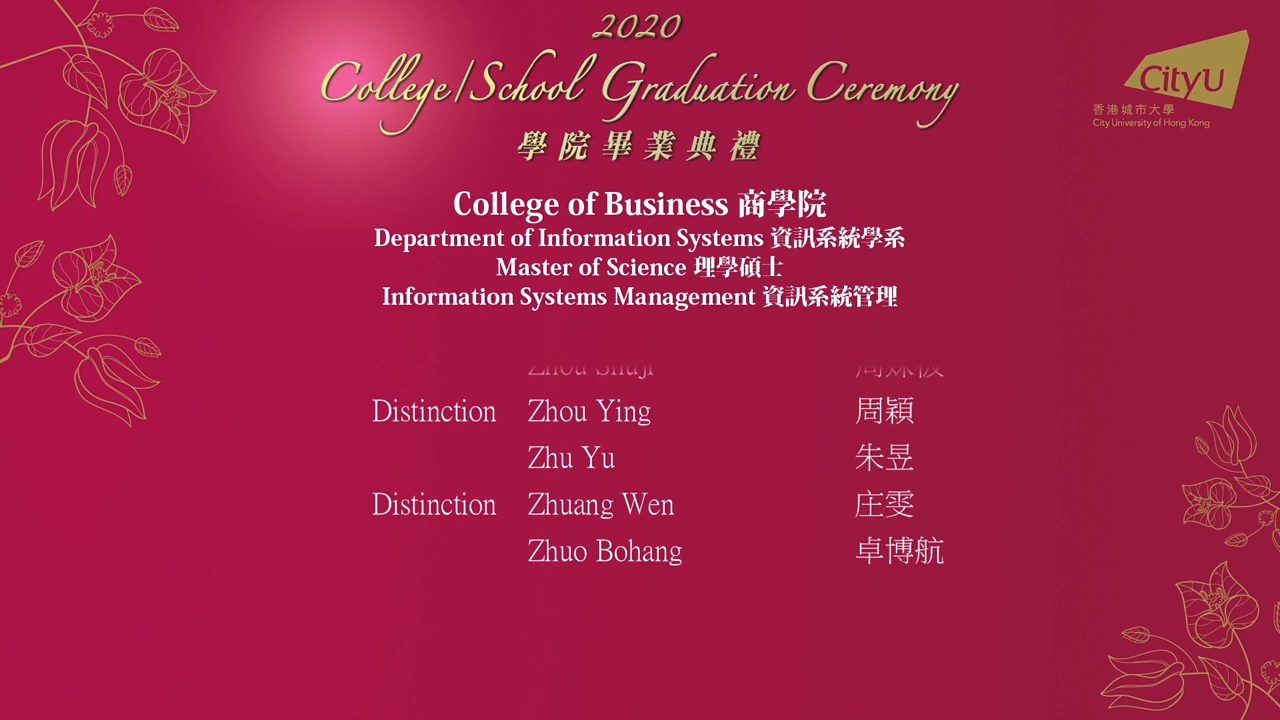 2020
College/School Graduation Ceremony
學院畢業典禮
CityU
香港城市大學
City University of Hong Kong
College of Business 商學院
Department of Information Systems 資訊系統學系
Master of Science 理學碩士
Information Systems Management 資訊系統管理
Zhou Shuji
Distinction Zhou Ying 周穎
Zhu Yu 朱昱
Distinction Zhuang Wen 庄雯
Zhuo Bohang 卓博航